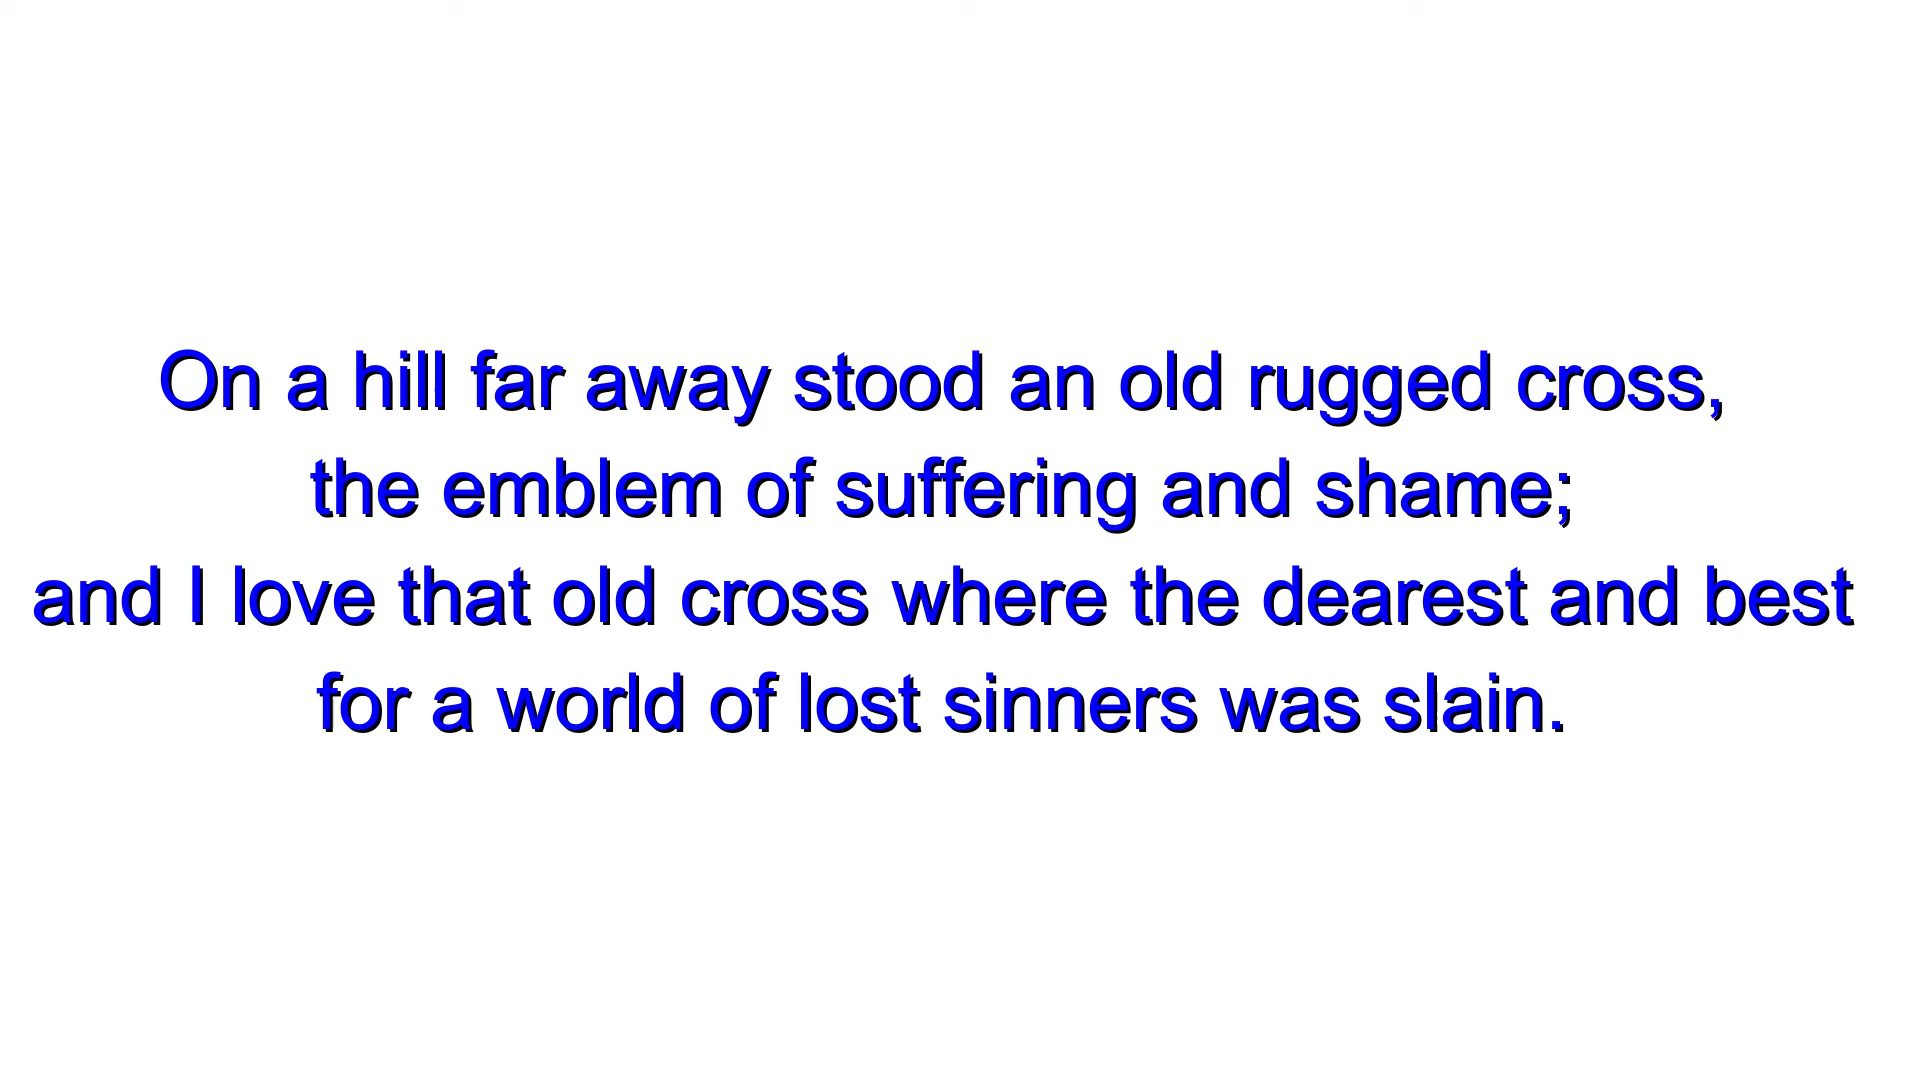 On a hill far away stood an old rugged cross,
the emblem of suffering and shame;
and I love that old cross where the dearest and best
for a world of lost sinners was slain.